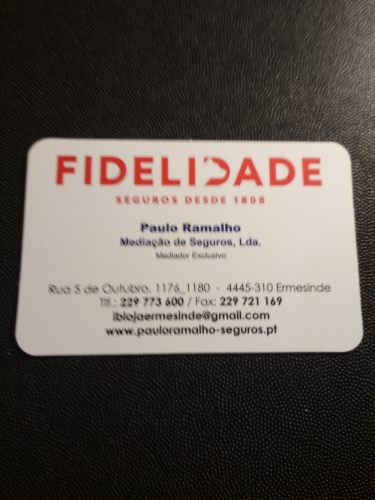 FIDELIDADE
SEGUROS DESDE 1808
Paulo Ramalho
Mediação de Seguros, Lda.
Mediador Exclusivo
Rua 5 de Outubro, 1176_1180 - 4445-310 Ermesinde
Tlf.: 229 773 600 / Fax: 229 721 169
lblojaermesinde@gmail.com
www.pauloramalho-seguros.pt